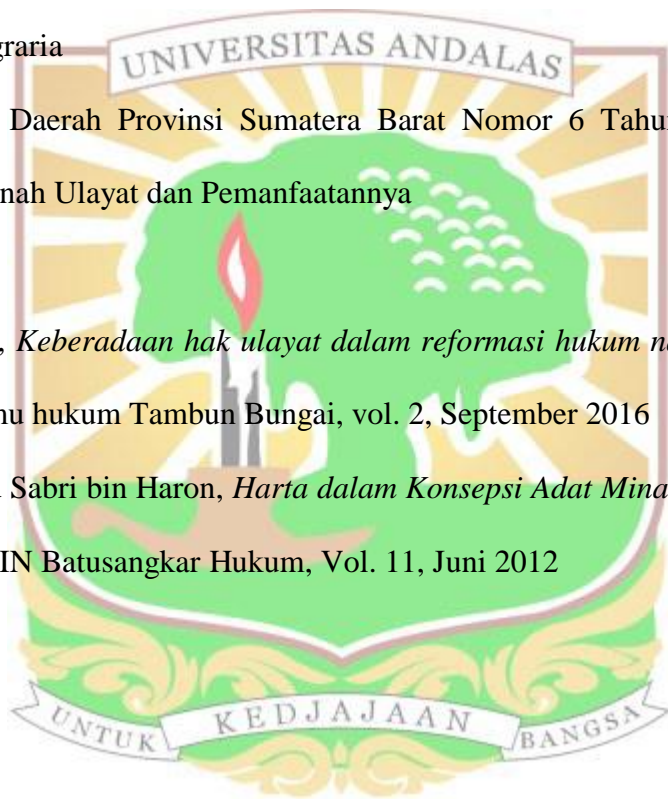 graria
UNIVERSITAS ANDALAS
Daerah Provinsi Sumatera Barat Nomor 6 Tahu
nah Ulayat dan Pemanfaatannya
, Keberadaan hak ulayat dalam reformasi hukum n
nu hukum Tambun Bungai, vol. 2, September 2016
Sabri bin Haron, Harta dalam Konsepsi Adat Mina
IN Batusangkar Hukum, Vol. 11, Juni 2012
UNTUK KEDJAJAAN BANGSA